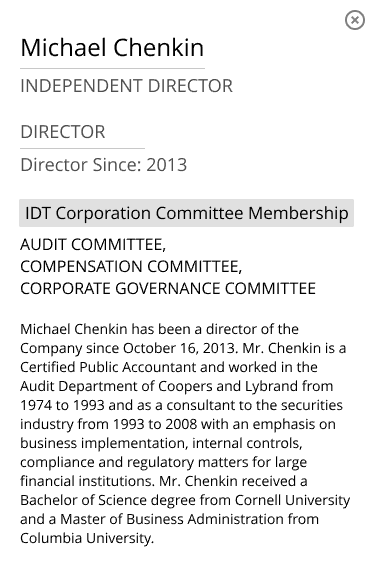 Michael Chenkin
INDEPENDENT DIRECTOR
DIRECTOR
Director Since: 2013
IDT Corporation Committee Membership
AUDIT COMMITTEE,
COMPENSATION COMMITTEE,
CORPORATE GOVERNANCE COMMITTEE
Michael Chenkin has been a director of the
Company since October 16, 2013. Mr. Chenkin is a
Certified Public Accountant and worked in the
Audit Department of Coopers and Lybrand from
1974 to 1993 and as a consultant to the securities
industry from 1993 to 2008 with an emphasis on
business implementation, internal controls,
compliance and regulatory matters for large
financial institutions. Mr. Chenkin received a
Bachelor of Science degree from Cornell University
and a Master of Business Administration from
Columbia University.